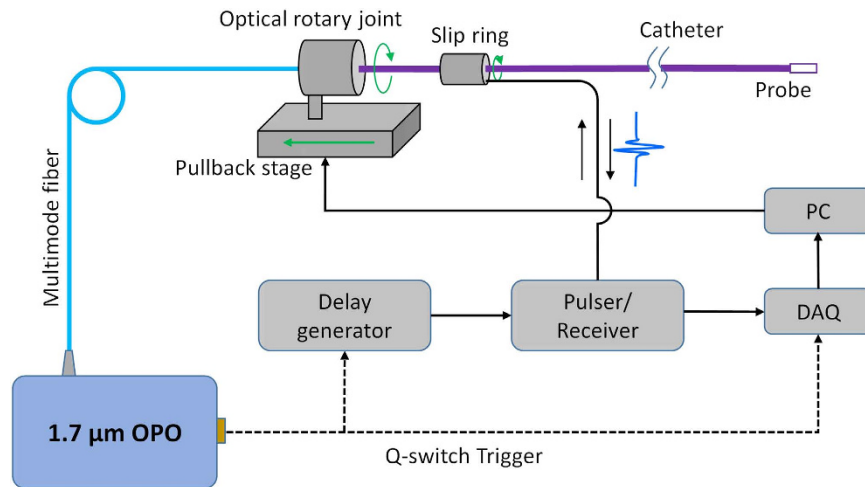 Optical rotary joint
Slip ring
Catheter
Probe
Pullback stage
Multimode fiber
PC
Delay
generator
Pulser/
Receiver
DAQ
1.7 µm OPO
Q-switch Trigger